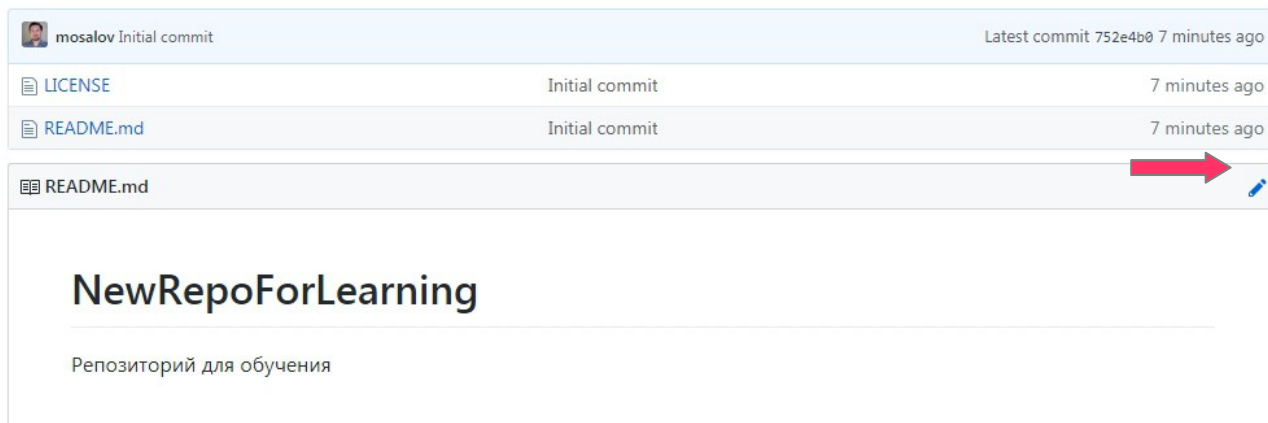 mosalov Initial commit Latest commit 752e4b0 7 minutes ago
LICENSE Initial commit 7 minutes ago
README.md Initial commit 7 minutes ago
README.md
NewRepoForLearning
Репозиторий для обучения